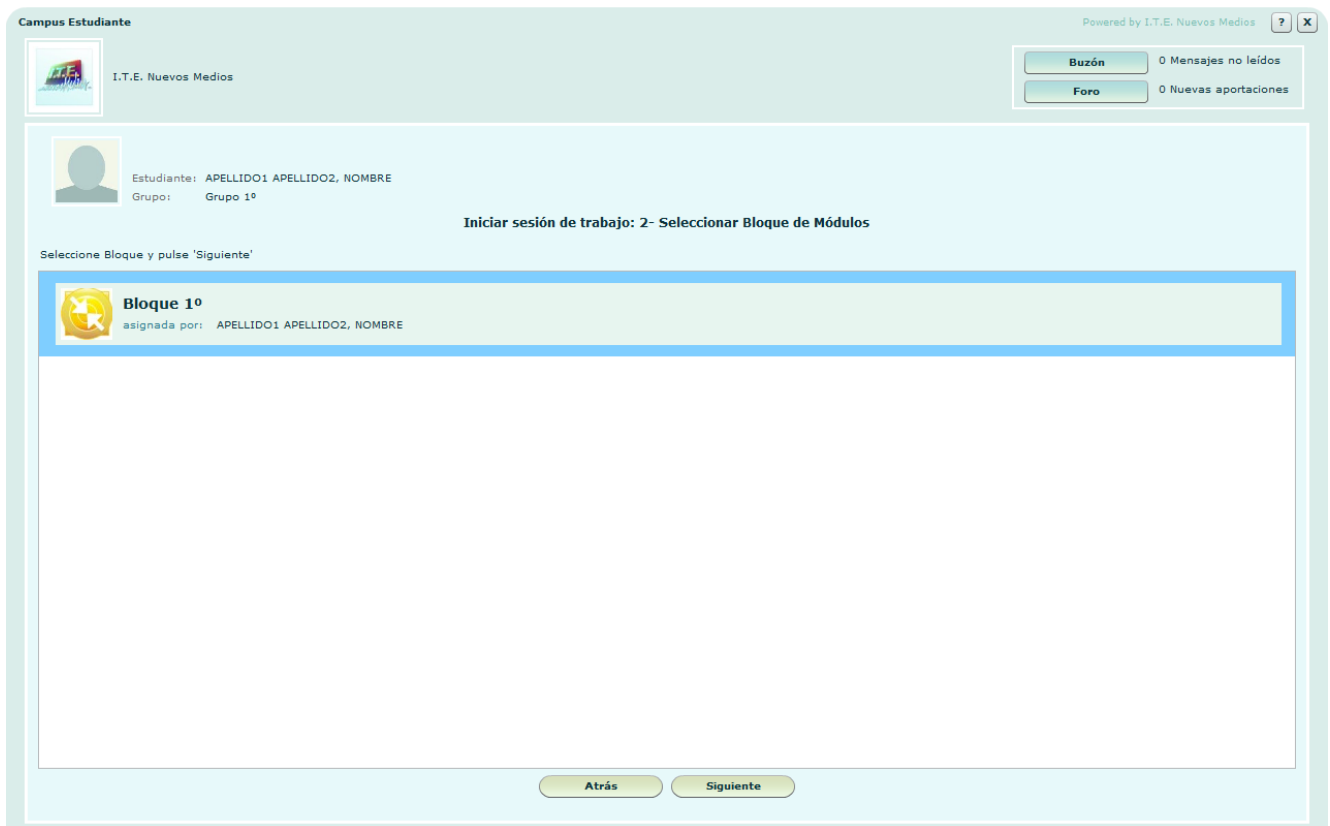 Campus Estudiante
Powered by I.T.E. Nuevos Medios
?
X
I.T.E. Nuevos Medios
Buzón
0 Mensajes no leídos
Foro
0 Nuevas aportaciones
Estudiante: APELLIDO1 APELLIDO2, NOMBRE
Grupo: Grupo 1º
Iniciar sesión de trabajo: 2- Seleccionar Bloque de Módulos
Seleccione Bloque y pulse 'Siguiente'
Bloque 1º
asignada por: APELLIDO1 APELLIDO2, NOMBRE
Atrás
Siguiente